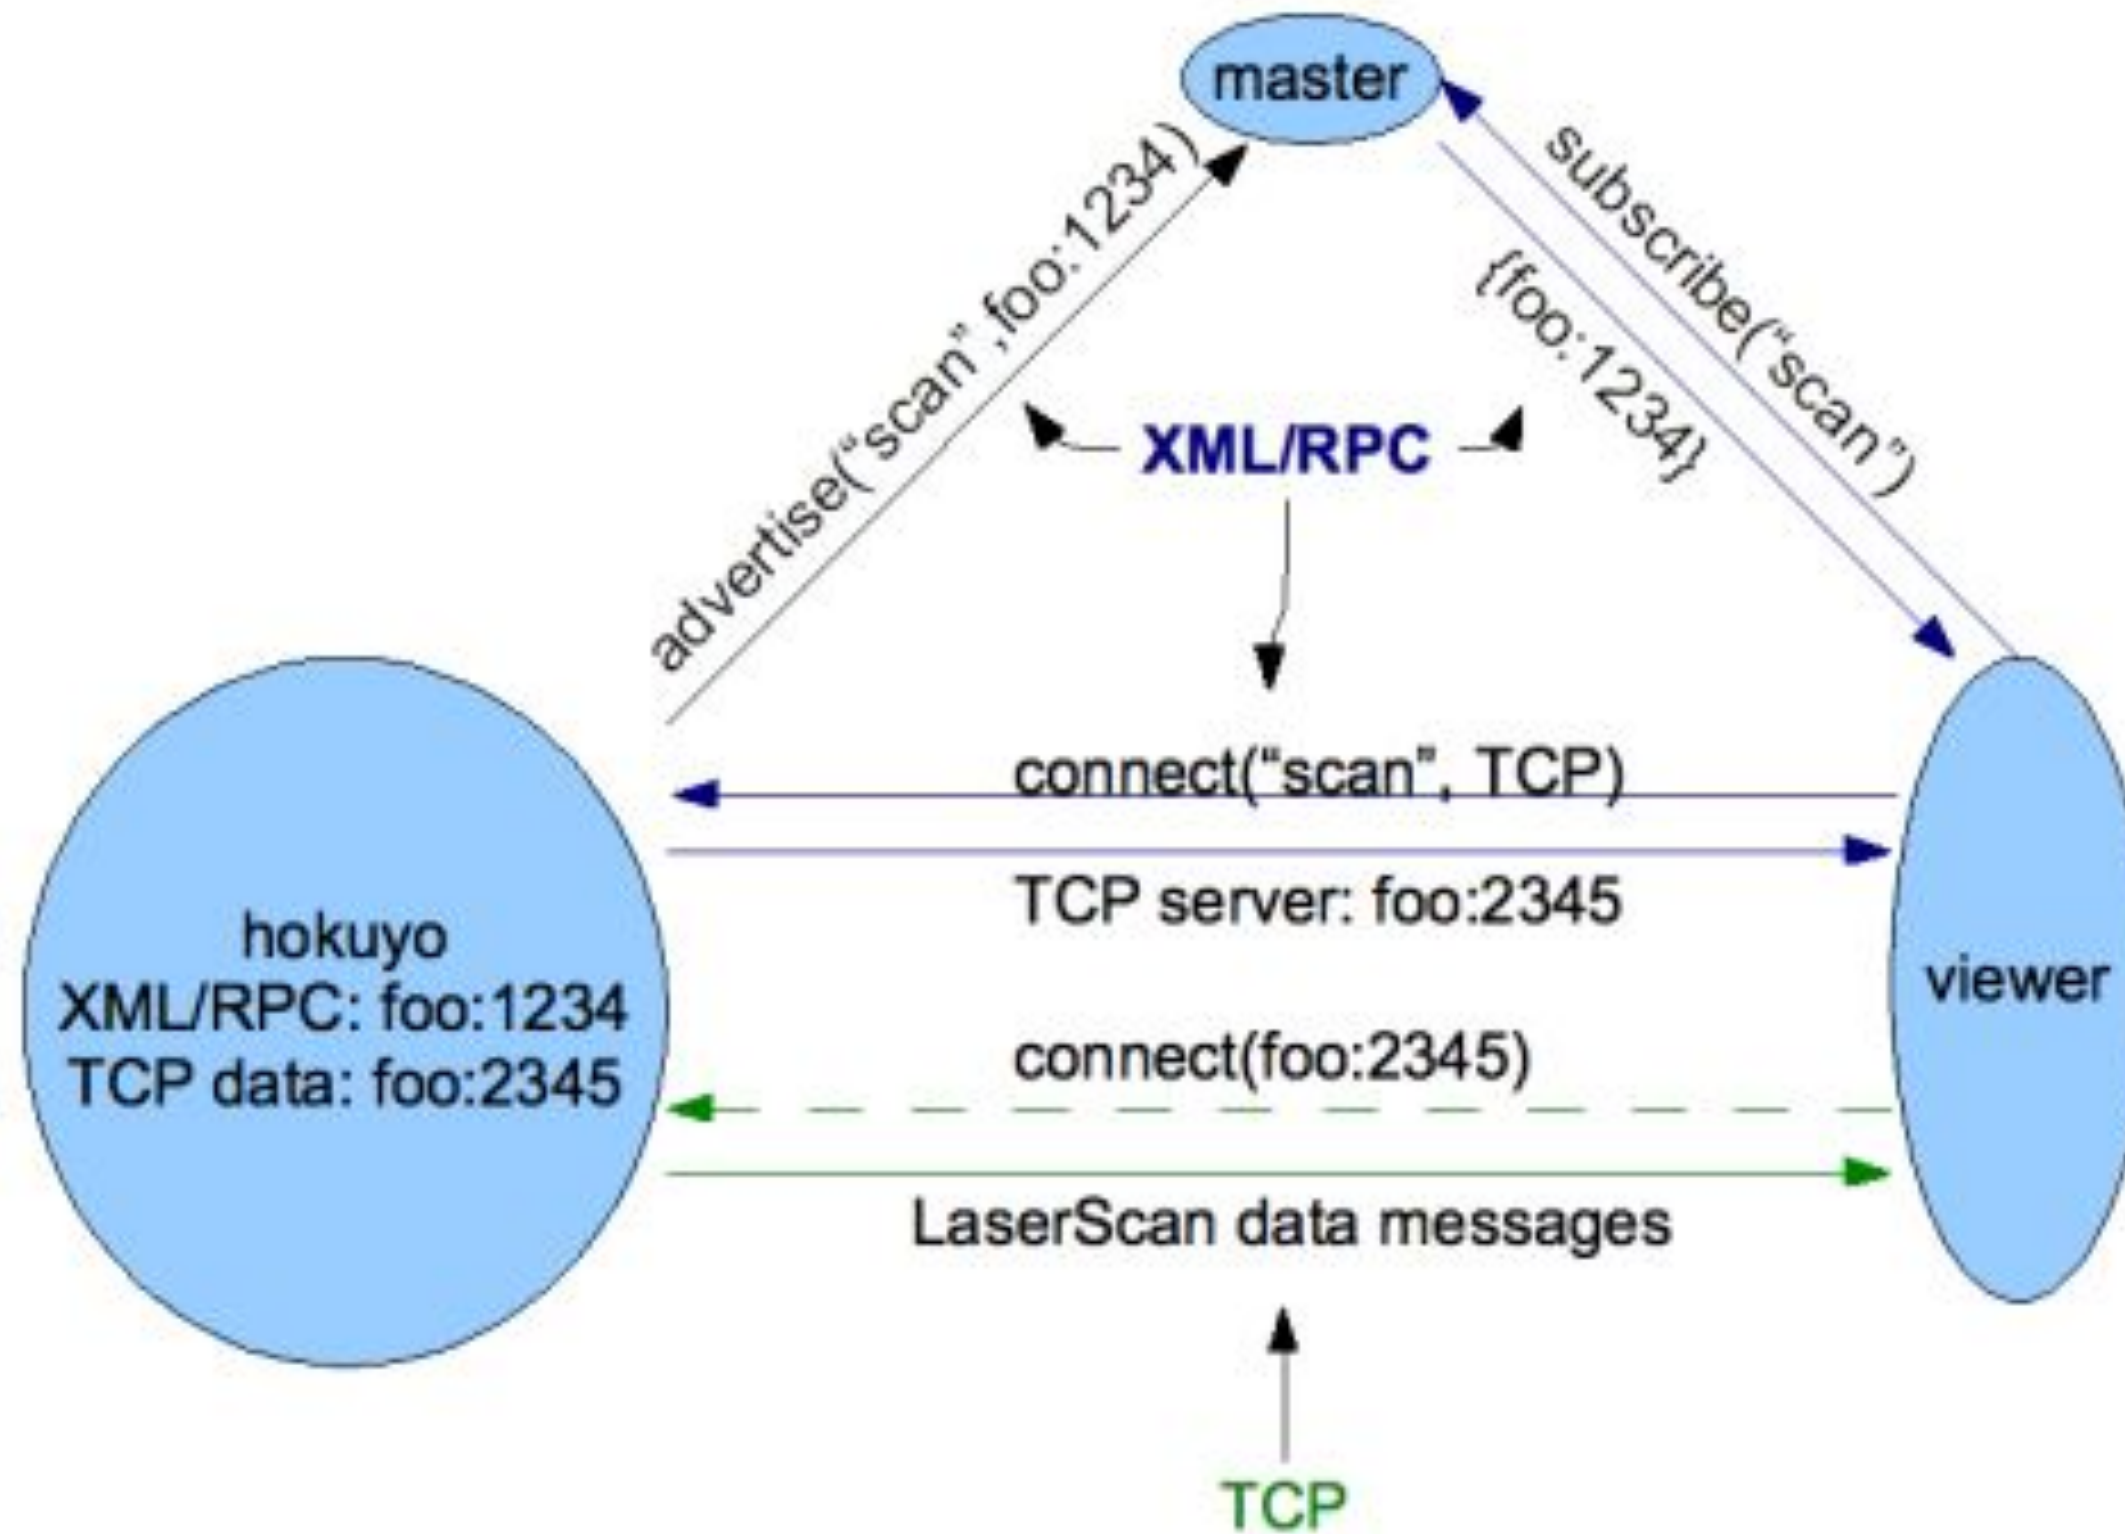 master
advertise(“scan”,foo:1234)
subscribe(“scan”)
{foo:1234}
XML/RPC
connect(“scan”, TCP)
TCP server: foo:2345
hokuyo
XML/RPC: foo:1234
TCP data: foo:2345
viewer
connect(foo:2345)
LaserScan data messages
TCP